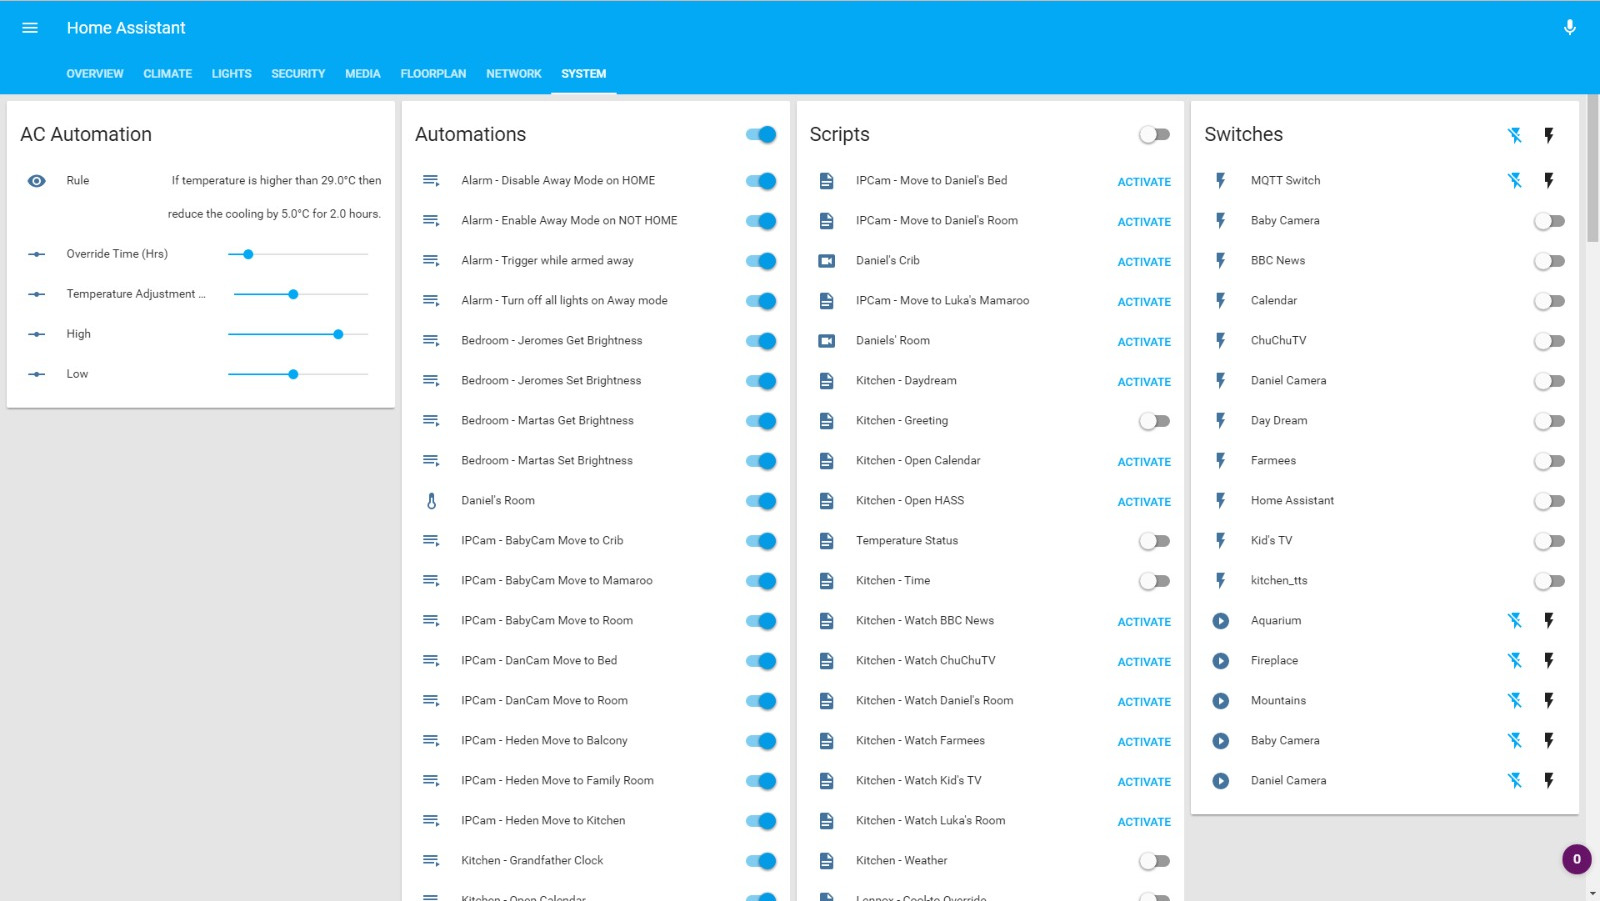 Home Assistant
OVERVIEW CLIMATE LIGHTS SECURITY MEDIA FLOORPLAN NETWORK SYSTEM
AC Automation
Rule If temperature is higher than 29.0°C then
reduce the cooling by 5.0°C for 2.0 hours.
Override Time (Hrs)
Temperature Adjustment ...
High
Low
Automations
Alarm - Disable Away Mode on HOME
Alarm - Enable Away Mode on NOT HOME
Alarm - Trigger while armed away
Alarm - Turn off all lights on Away mode
Bedroom - Jeromes Get Brightness
Bedroom - Jeromes Set Brightness
Bedroom - Martas Get Brightness
Bedroom - Martas Set Brightness
Daniel's Room
IPCam - BabyCam Move to Crib
IPCam - BabyCam Move to Mamaroo
IPCam - BabyCam Move to Room
IPCam - DanCam Move to Bed
IPCam - DanCam Move to Room
IPCam - Heden Move to Balcony
IPCam - Heden Move to Family Room
IPCam - Heden Move to Kitchen
Kitchen - Grandfather Clock
Kitchen - Open Calendar
Scripts
IPCam - Move to Daniel's Bed ACTIVATE
IPCam - Move to Daniel's Room ACTIVATE
Daniel's Crib ACTIVATE
IPCam - Move to Luka's Mamaroo ACTIVATE
Daniels' Room ACTIVATE
Kitchen - Daydream ACTIVATE
Kitchen - Greeting
Kitchen - Open Calendar ACTIVATE
Kitchen - Open HASS ACTIVATE
Temperature Status
Kitchen - Time
Kitchen - Watch BBC News ACTIVATE
Kitchen - Watch ChuChuTV ACTIVATE
Kitchen - Watch Daniel's Room ACTIVATE
Kitchen - Watch Farmees ACTIVATE
Kitchen - Watch Kid's TV ACTIVATE
Kitchen - Watch Luka's Room ACTIVATE
Kitchen - Weather
Lennox - Cool-to Override
Switches
MQTT Switch
Baby Camera
BBC News
Calendar
ChuChuTV
Daniel Camera
Day Dream
Farmees
Home Assistant
Kid's TV
kitchen_tts
Aquarium
Fireplace
Mountains
Baby Camera
Daniel Camera
0